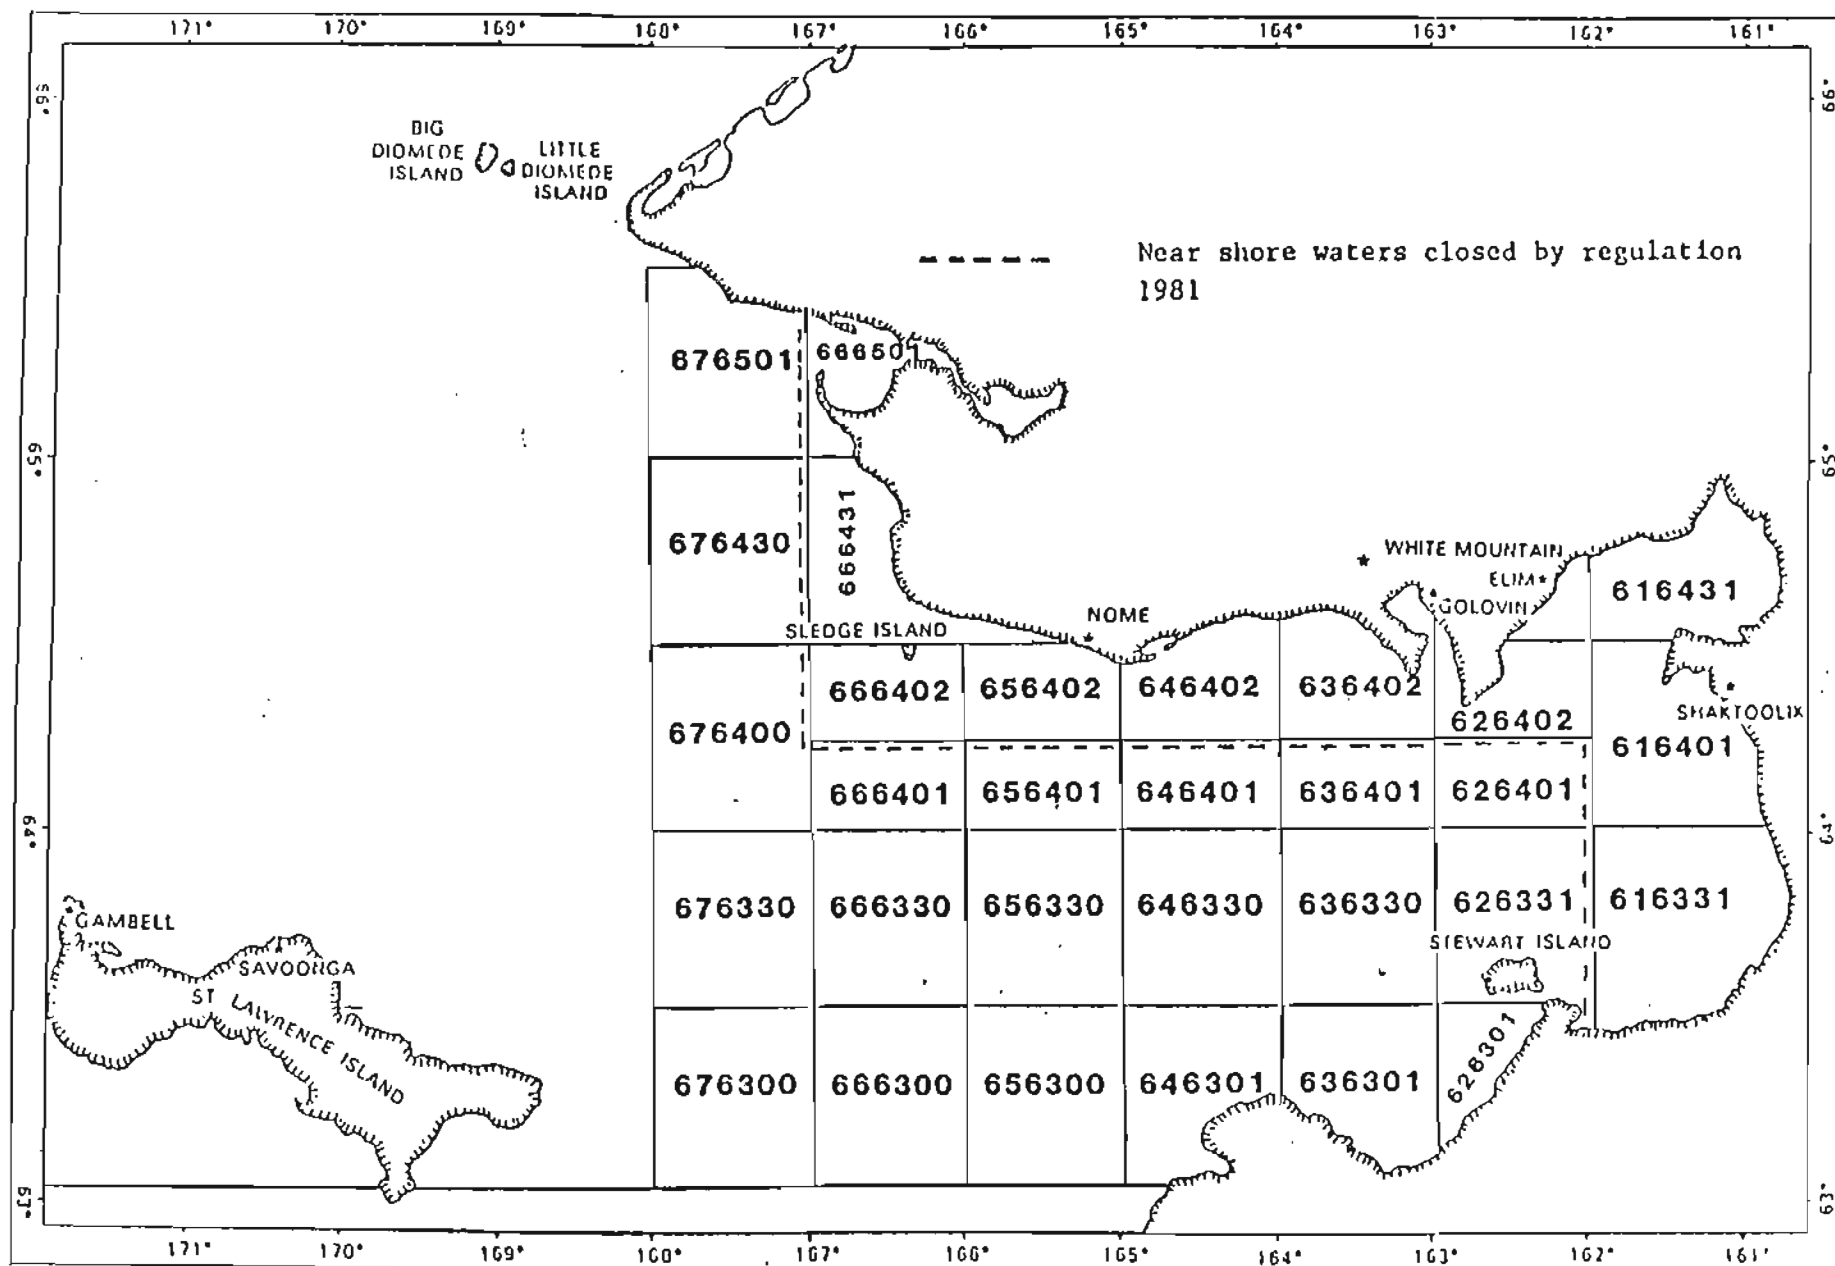 171° 170° 169° 168° 167° 166° 165° 164° 163° 162° 161°
66° 66°
BIG
DIOMEDE
ISLAND
LITTLE
DIOMEDE
ISLAND
Near shore waters closed by regulation
1981
676501 666501
65° 65°
676430 666431
WHITE MOUNTAIN
ELIM
GOLOVIN
616431
NOME
SLEDGE ISLAND
666402 656402 646402 636402
626402
SHAKTOOLIK
676400
616401
666401 656401 646401 636401 626401
64° 64°
676330 666330 656330 646330 636330 626331 616331
GAMBELL
STEWART ISLAND
SAVOONGA
ST LAWRENCE ISLAND
676300 666300 656300 646301 636301 626301
63° 63°
171° 170° 169° 168° 167° 166° 165° 164° 163° 162° 161°